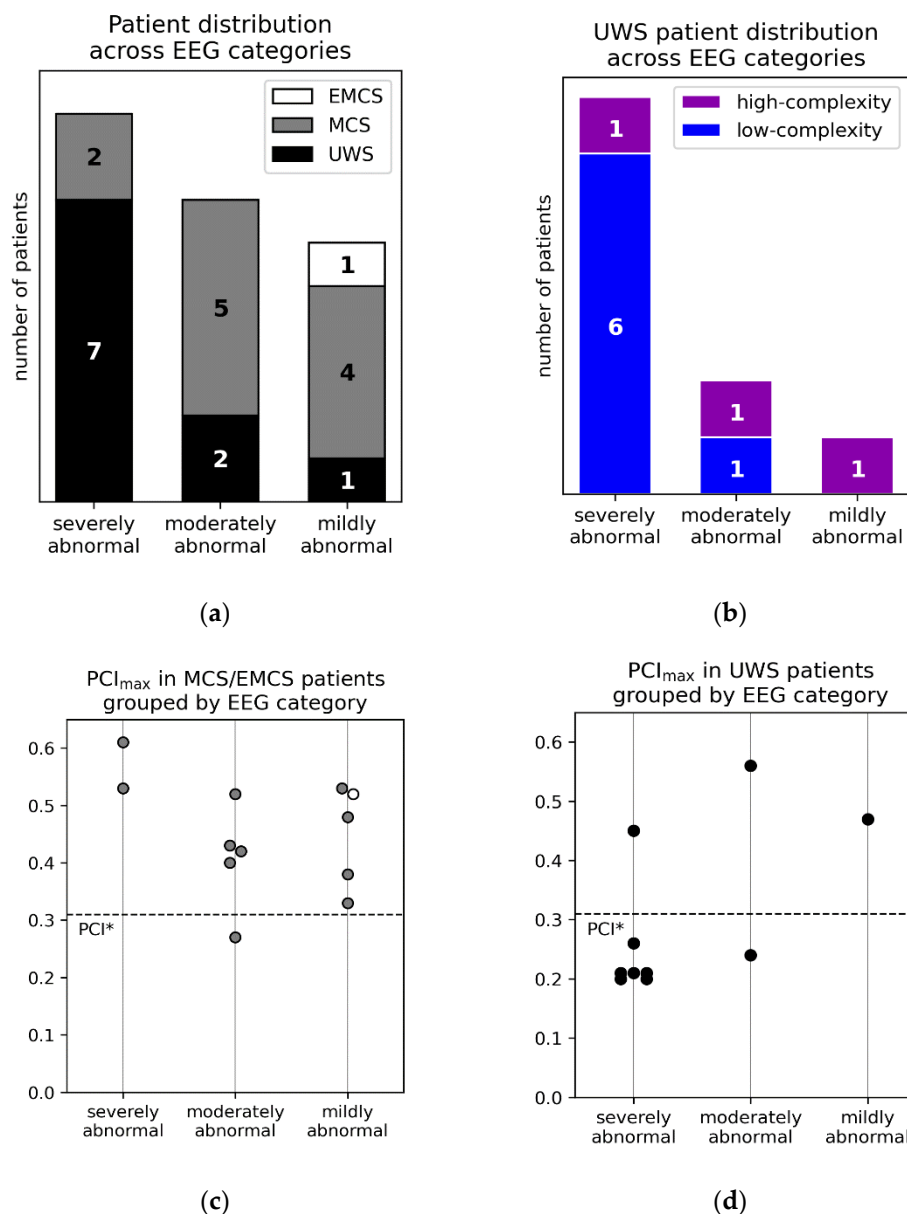 Patient distribution
across EEG categories
number of patients
EMCS
MCS
UWS
2
7
5
2
1
4
1
severely
abnormal
moderately
abnormal
mildly
abnormal
(a)
UWS patient distribution
across EEG categories
number of patients
high-complexity
low-complexity
1
6
1
1
1
severely
abnormal
moderately
abnormal
mildly
abnormal
(b)
PCImax in MCS/EMCS patients
grouped by EEG category
0.6
0.5
0.4
0.3
0.2
0.1
0.0
PCI*
severely
abnormal
moderately
abnormal
mildly
abnormal
(c)
PCImax in UWS patients
grouped by EEG category
0.6
0.5
0.4
0.3
0.2
0.1
0.0
PCI*
severely
abnormal
moderately
abnormal
mildly
abnormal
(d)